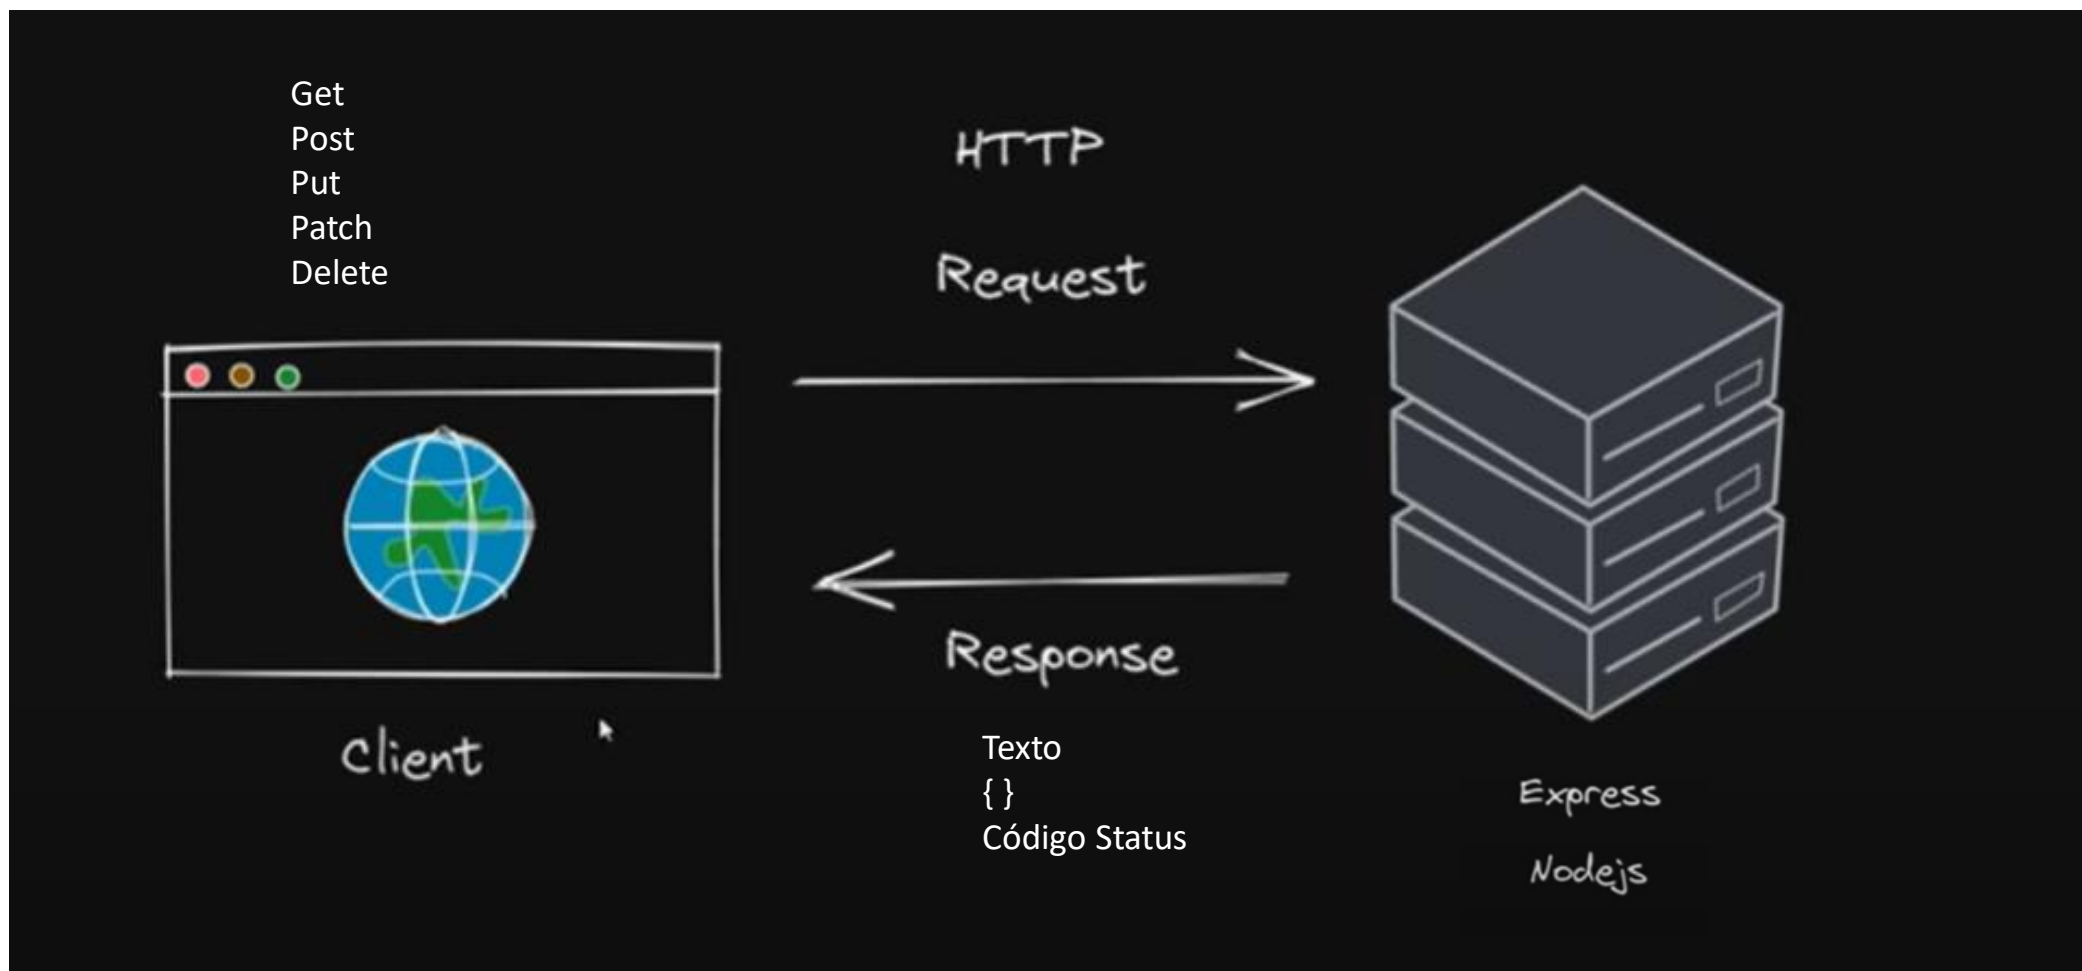 Get
Post
Put
Patch
Delete
HTTP
Request
Response
Client
Texto
{ }
Código Status
Express
Nodejs